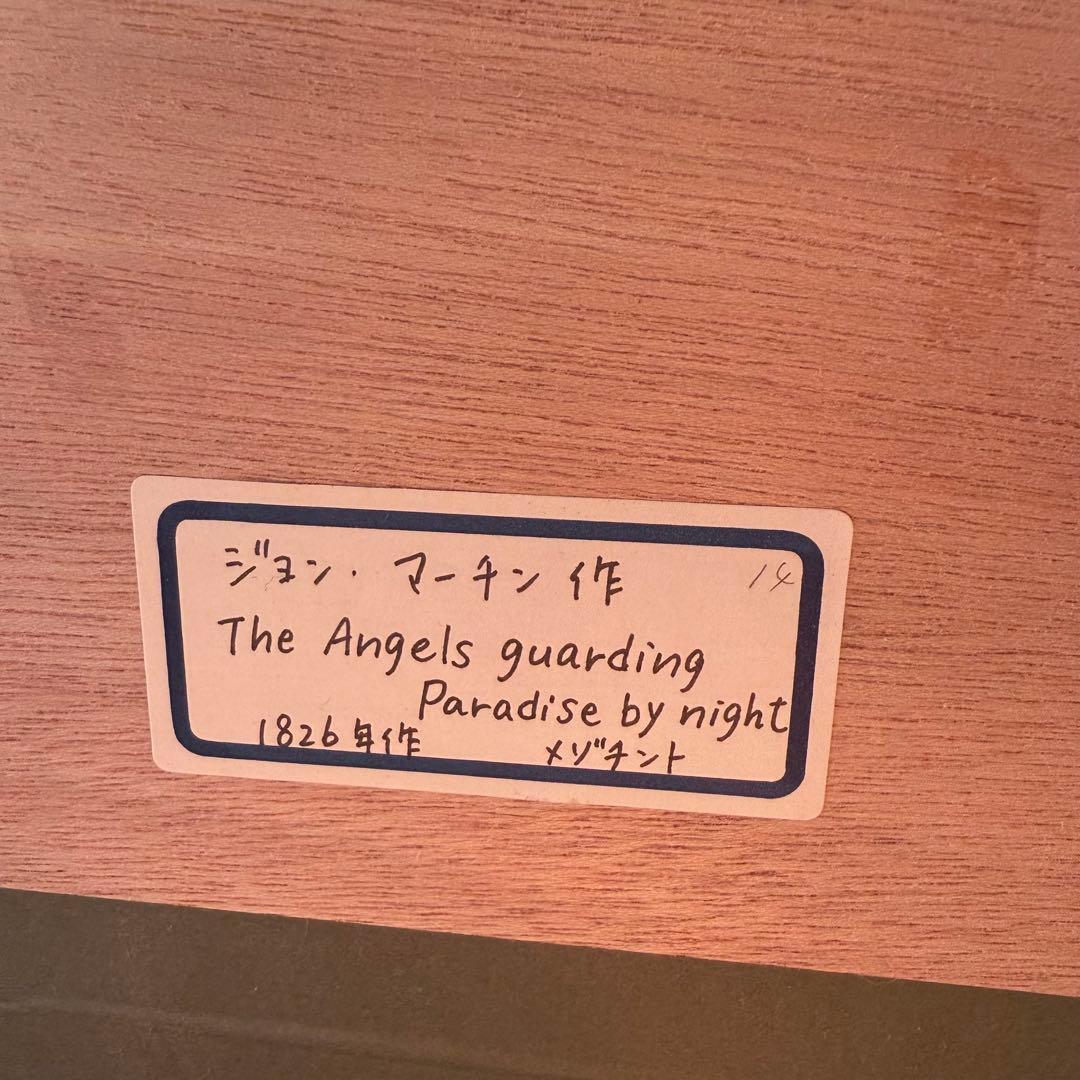 ジョン・マーチン作 14
The Angels guarding
Paradise by night
1826年作 メゾチント